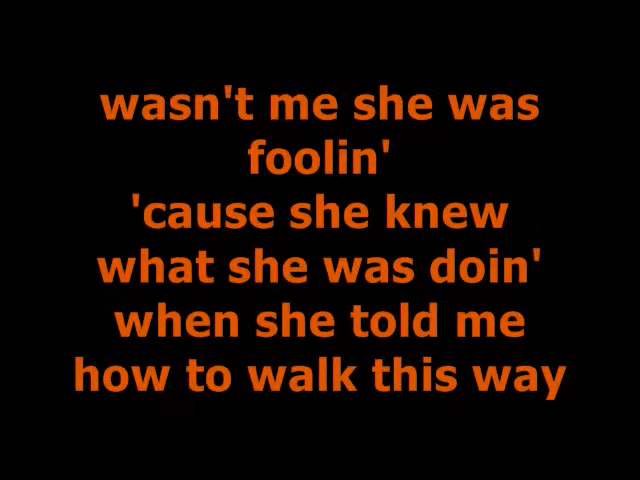 wasn't me she was
foolin'
'cause she knew
what she was doin'
when she told me
how to walk this way